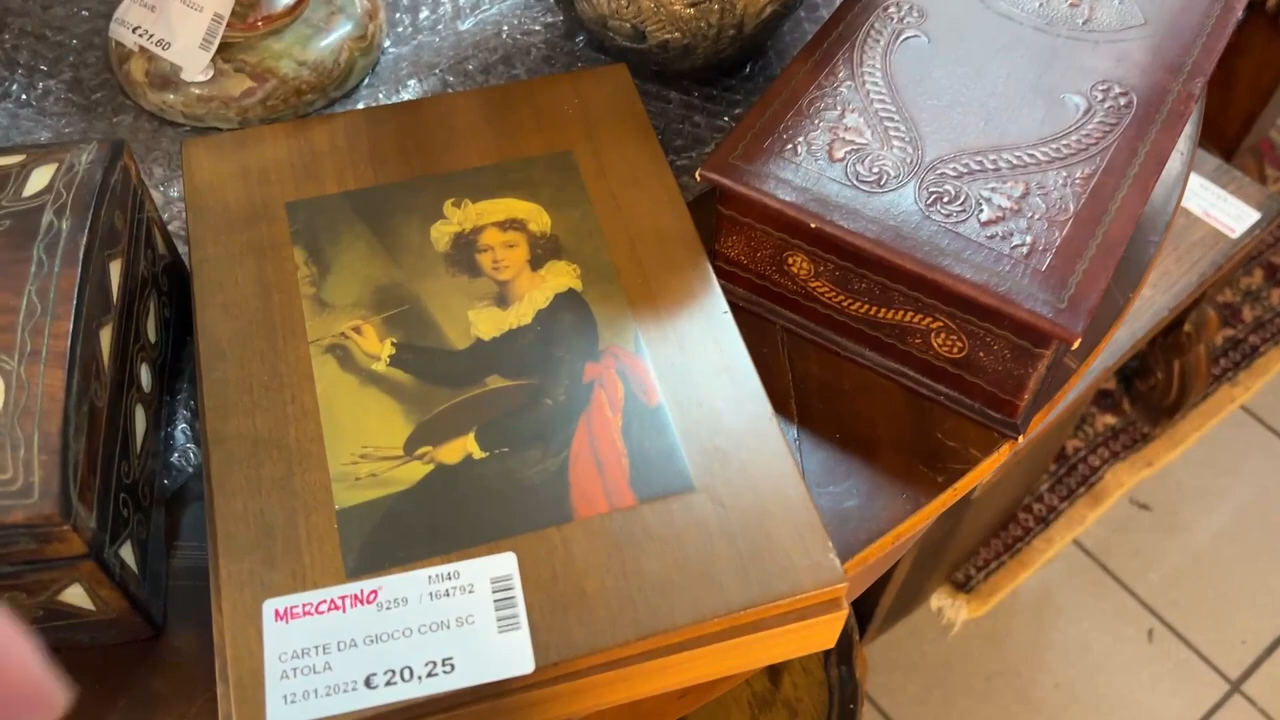 €21,60
MERCATINO
MI40
9259 / 164792
CARTE DA GIOCO CON SC
ATOLA
12.01.2022 €20,25